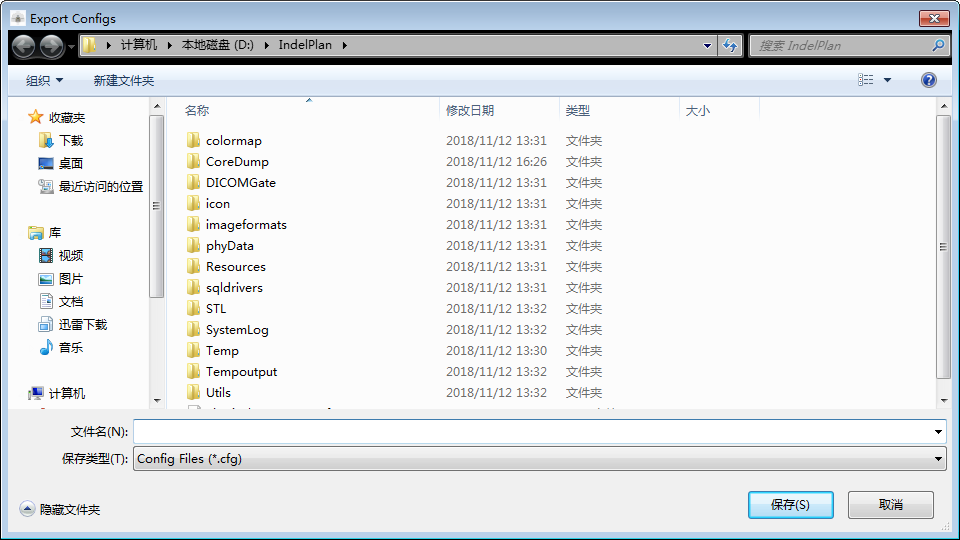 Export Configs
计算机 本地磁盘 (D:) IndelPlan
搜索 IndelPlan
组织 新建文件夹
收藏夹
下载
桌面
最近访问的位置
库
视频
图片
文档
迅雷下载
音乐
计算机
名称 修改日期 类型 大小
colormap 2018/11/12 13:31 文件夹
CoreDump 2018/11/12 16:26 文件夹
DICOMGate 2018/11/12 13:31 文件夹
icon 2018/11/12 13:31 文件夹
imageformats 2018/11/12 13:31 文件夹
phyData 2018/11/12 13:31 文件夹
Resources 2018/11/12 13:31 文件夹
sqldrivers 2018/11/12 13:31 文件夹
STL 2018/11/12 13:32 文件夹
SystemLog 2018/11/12 13:32 文件夹
Temp 2018/11/12 13:30 文件夹
Tempoutput 2018/11/12 13:32 文件夹
Utils 2018/11/12 13:32 文件夹
文件名(N):
保存类型(T): Config Files (*.cfg)
隐藏文件夹 保存(S) 取消